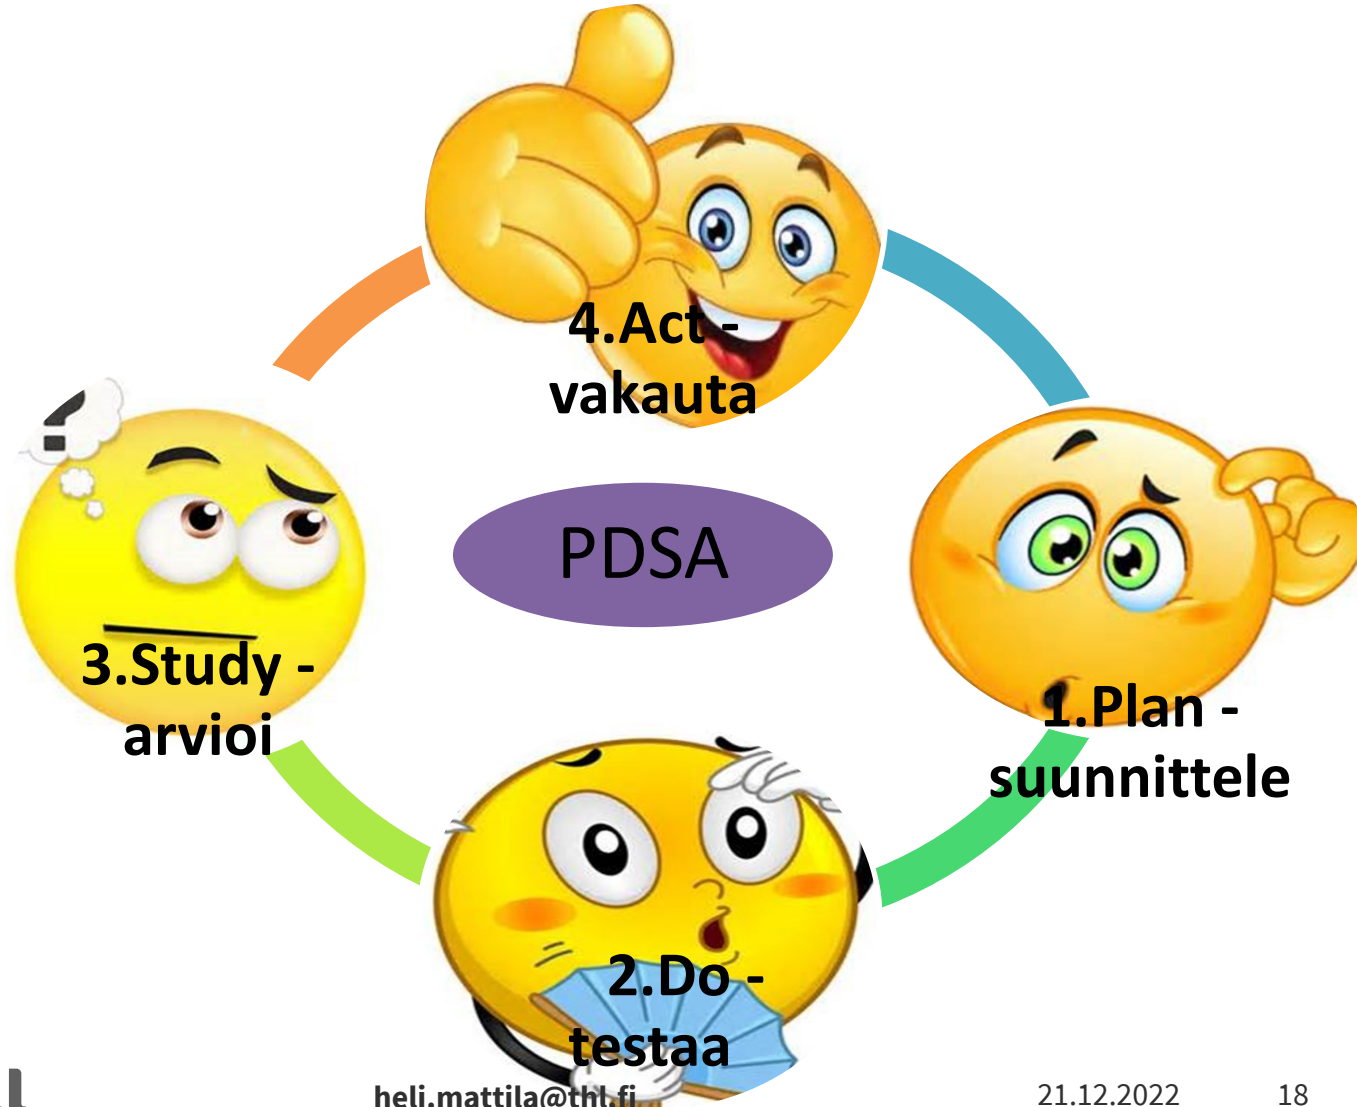 4.Act -
vakauta
PDSA
3.Study -
arvioi
1.Plan -
suunnittele
2.Do -
testaa
heli.mattila@thl.fi
21.12.2022
18